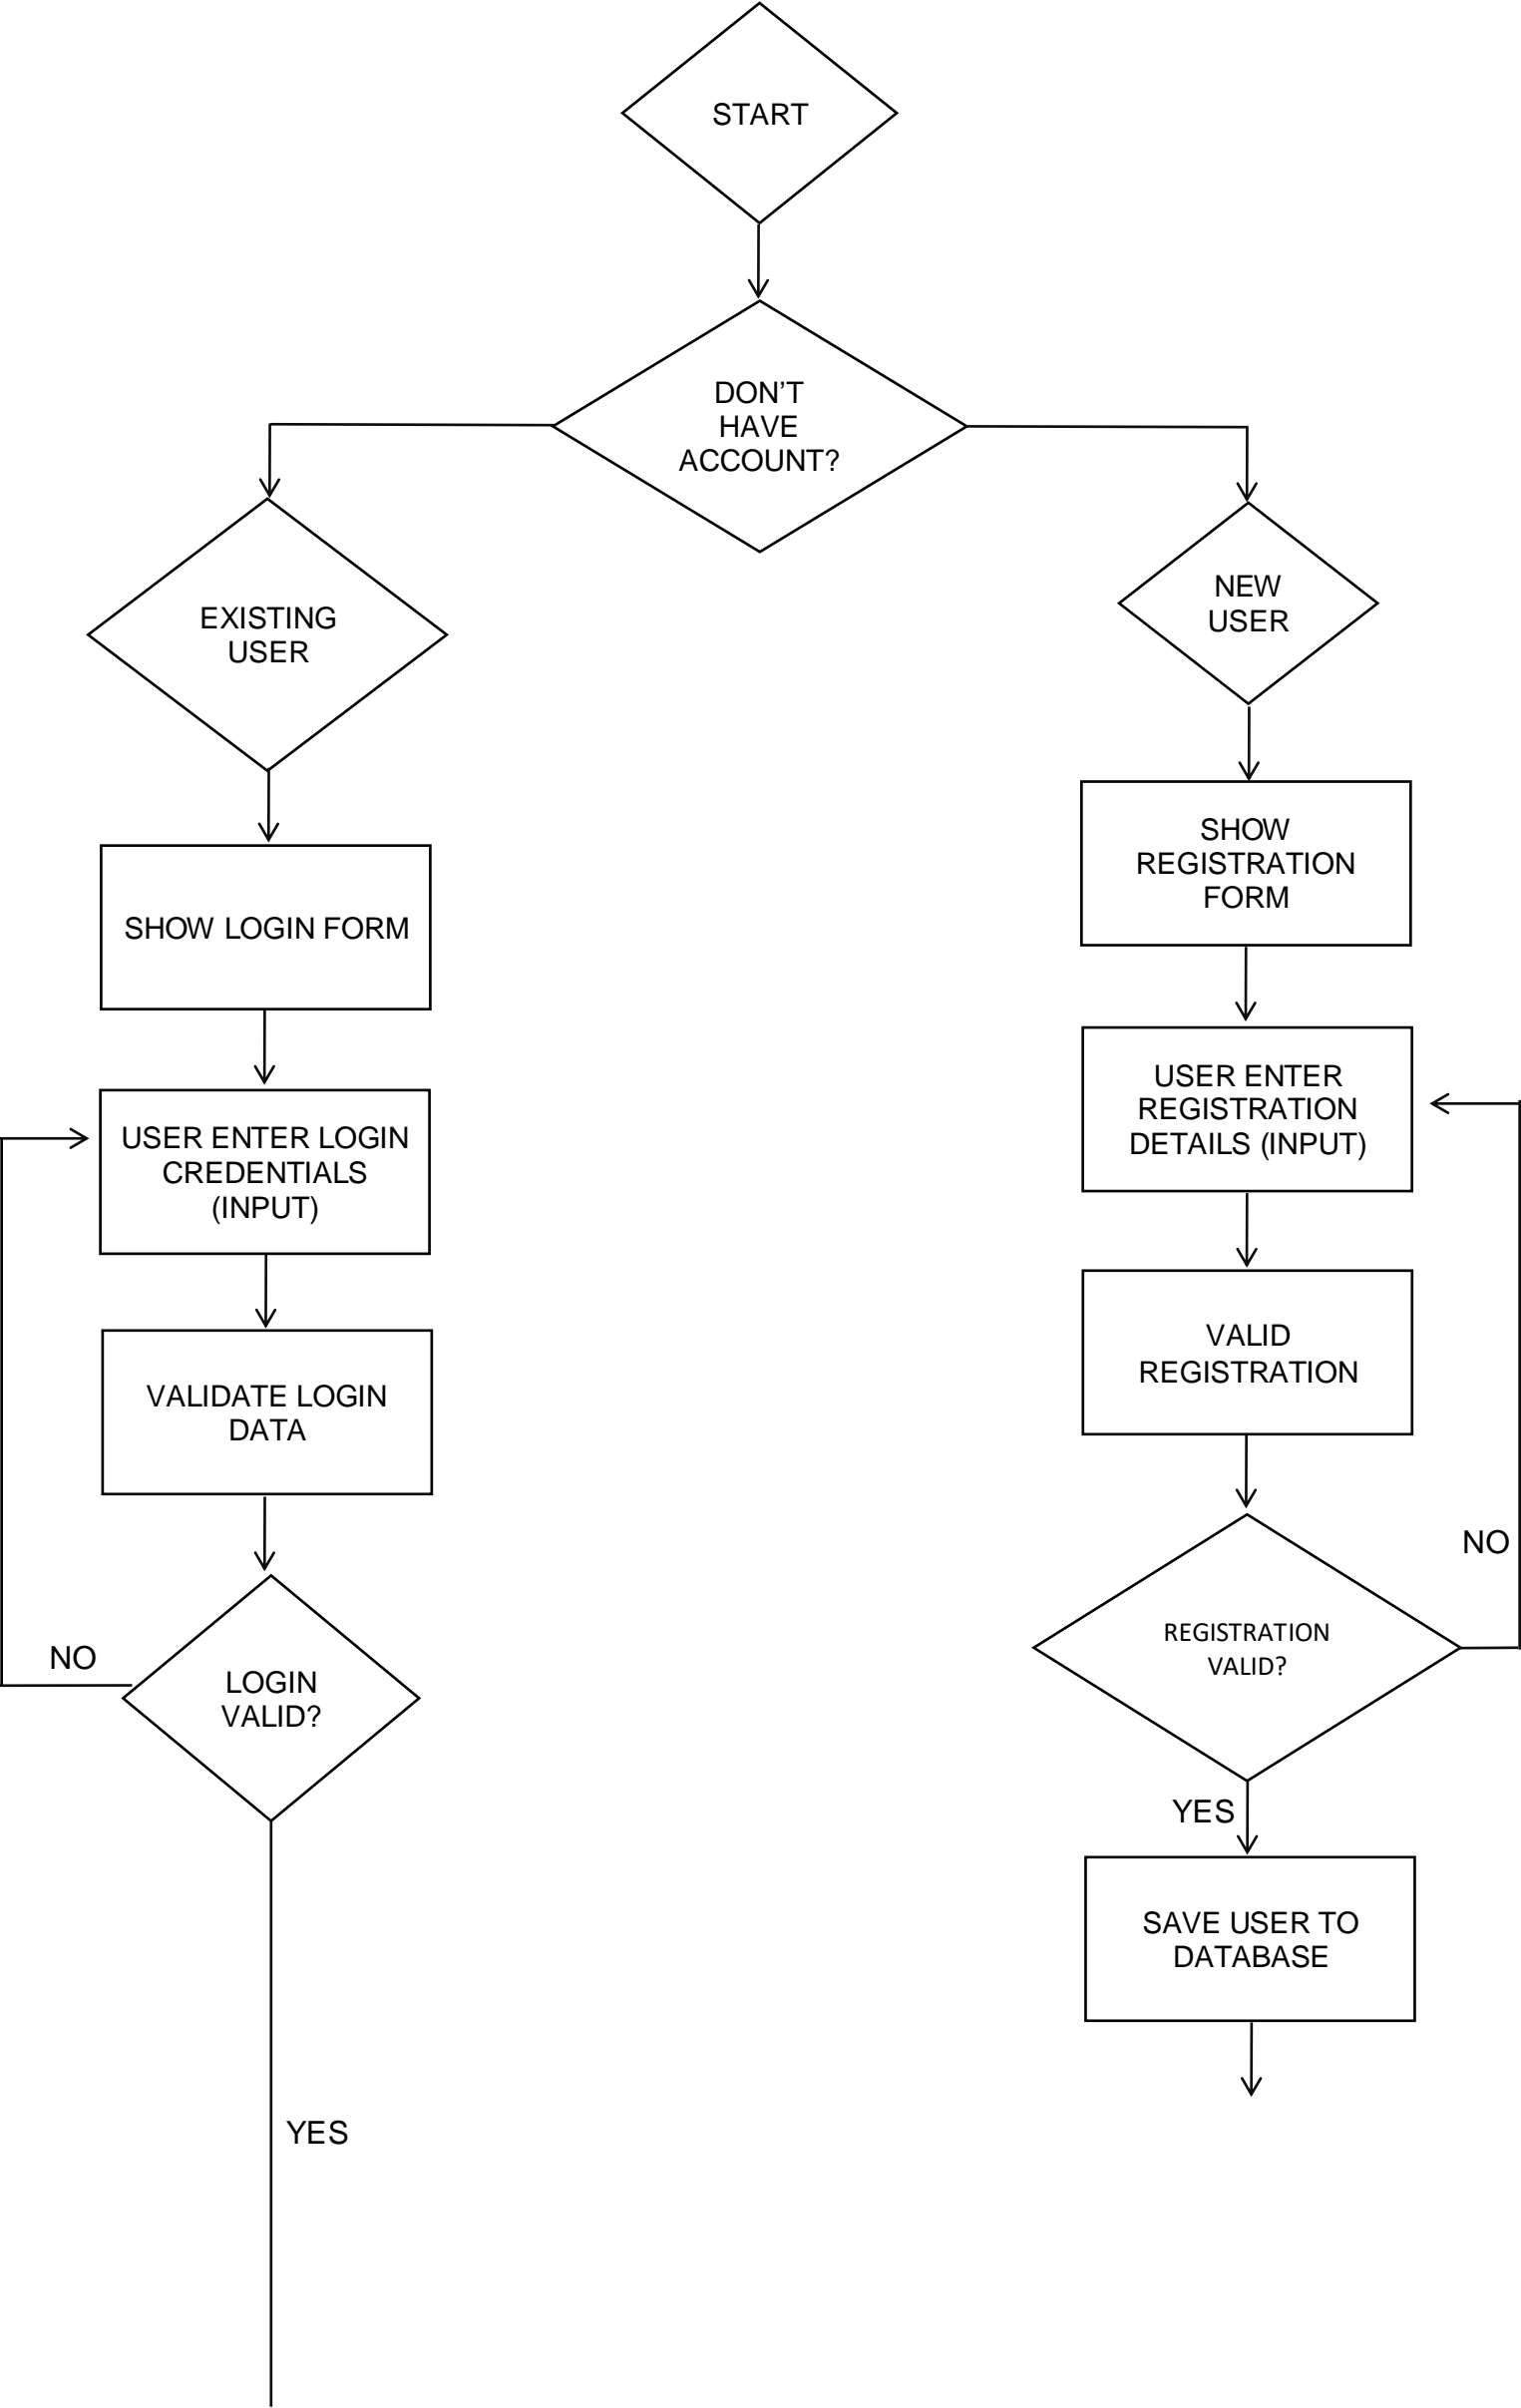 START
DON'T
HAVE
ACCOUNT?
EXISTING
USER
NEW
USER
SHOW LOGIN FORM
SHOW
REGISTRATION
FORM
USER ENTER LOGIN
CREDENTIALS
(INPUT)
USER ENTER
REGISTRATION
DETAILS (INPUT)
VALIDATE LOGIN
DATA
VALID
REGISTRATION
NO
LOGIN
VALID?
NO
REGISTRATION
VALID?
YES
SAVE USER TO
DATABASE
YES